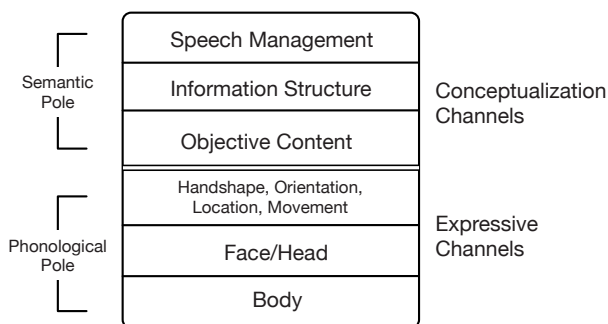 Speech Management
Semantic
Pole
Information Structure
Conceptualization
Channels
Objective Content
Handshape, Orientation,
Location, Movement
Phonological
Pole
Face/Head
Expressive
Channels
Body